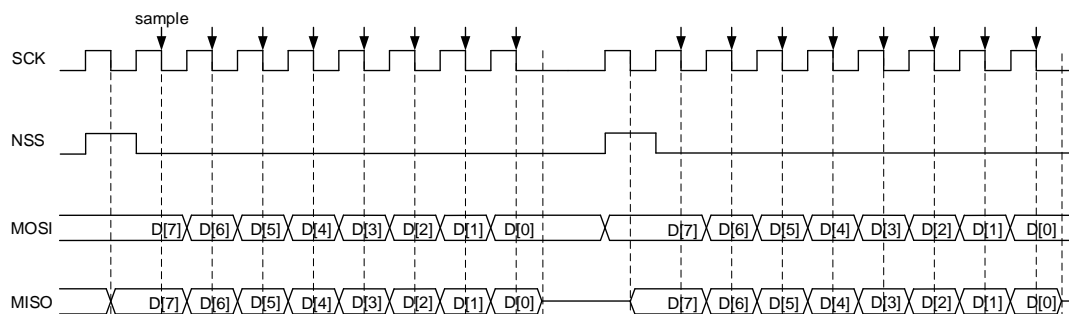 sample
SCK
NSS
MOSI D[7] D[6] D[5] D[4] D[3] D[2] D[1] D[0] D[7] D[6] D[5] D[4] D[3] D[2] D[1] D[0]
MISO D[7] D[6] D[5] D[4] D[3] D[2] D[1] D[0] D[7] D[6] D[5] D[4] D[3] D[2] D[1] D[0]